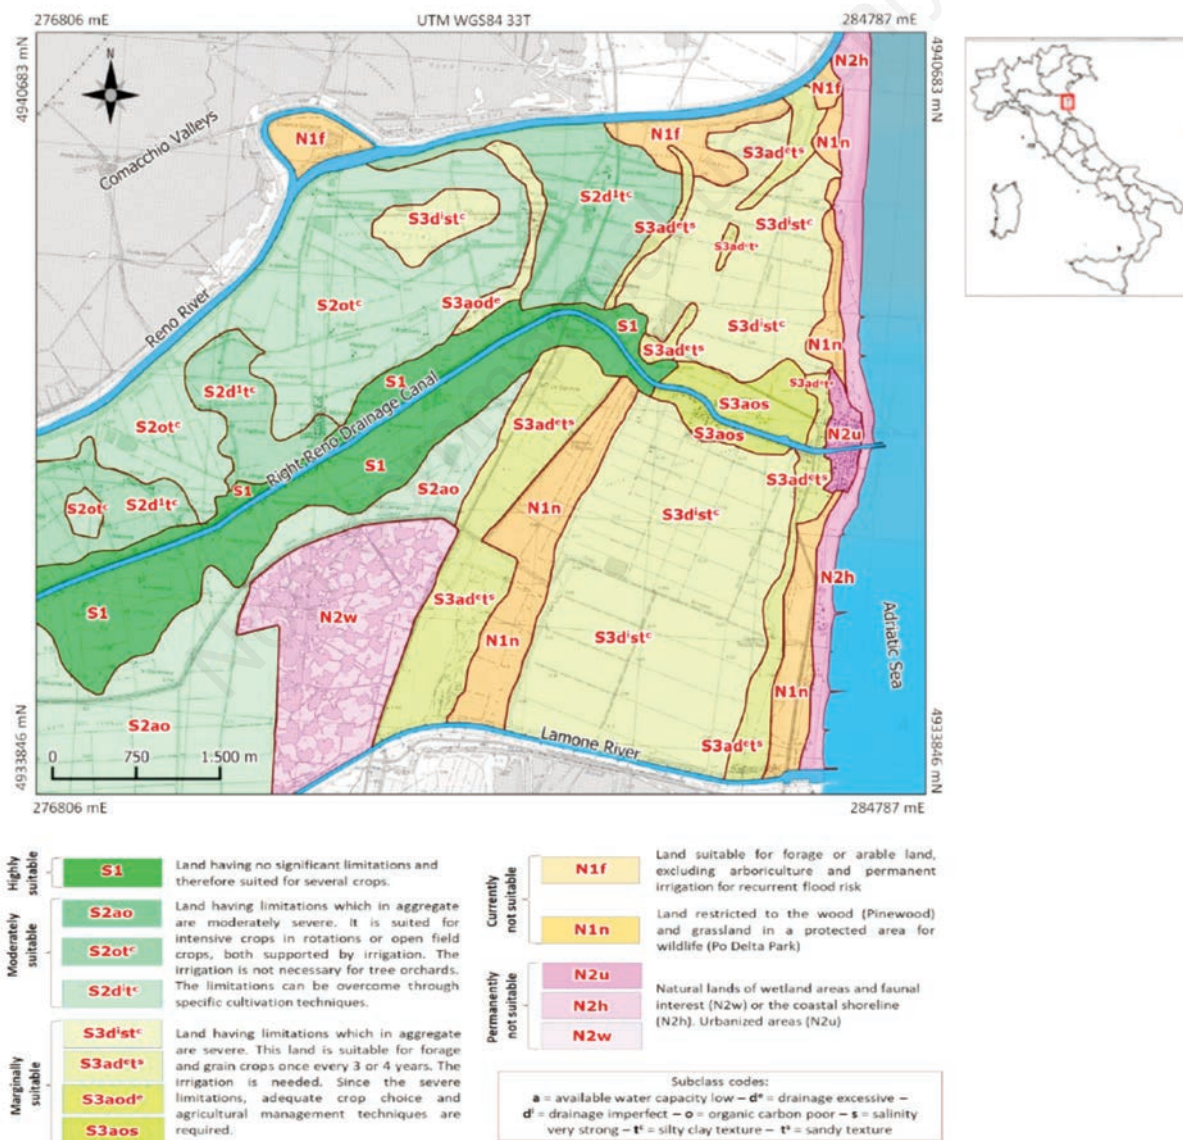 276806 mE
UTM WGS84 33T
284787 mE
4940683 mN
4940683 mN
N
Comacchio Valleys
Reno River
Right Reno Drainage Canal
Lamone River
Adriatic Sea
N2h
N1f
N1f
N1f
N1n
S3adᵉtˢ
S2d¹tᶜ
S3dⁱstᶜ
S3dⁱstᶜ
S3adᵉtˢ
S3adᵉtˢ
S2otᶜ
S3aodᵉ
S1
S3dⁱstᶜ
N1n
S3adᵉtˢ
S2d¹tᶜ
S1
S3adᵉtˢ
S3aos
S2otᶜ
S3adᵉtˢ
S3aos
N2u
S1
S1
S2ao
S3adᵉtˢ
S2otᶜ
S2d¹tᶜ
N1n
S3dⁱstᶜ
N2h
S1
N2w
S3adᵉtˢ
N1n
S3dⁱstᶜ
N1n
S2ao
S3adᵉtˢ
0 750 1.500 m
4933846 mN
4933846 mN
276806 mE
284787 mE
Highly suitable
S1
Land having no significant limitations and
therefore suited for several crops.
Moderately suitable
S2ao
S2otᶜ
S2dⁱtᶜ
Land having limitations which in aggregate
are moderately severe. It is suited for
intensive crops in rotations or open field
crops, both supported by irrigation. The
irrigation is not necessary for tree orchards.
The limitations can be overcome through
specific cultivation techniques.
Marginally suitable
S3dⁱstᶜ
S3adᵉtˢ
S3aodᵉ
S3aos
Land having limitations which in aggregate
are severe. This land is suitable for forage
and grain crops once every 3 or 4 years. The
irrigation is needed. Since the severe
limitations, adequate crop choice and
agricultural management techniques are
required.
Currently not suitable
N1f
Land suitable for forage or arable land,
excluding arboriculture and permanent
irrigation for recurrent flood risk
N1n
Land restricted to the wood (Pinewood)
and grassland in a protected area for
wildlife (Po Delta Park)
Permanently not suitable
N2u
N2h
N2w
Natural lands of wetland areas and faunal
interest (N2w) or the coastal shoreline
(N2h). Urbanized areas (N2u)
Subclass codes:
a = available water capacity low – dᵉ = drainage excessive –
dⁱ = drainage imperfect – o = organic carbon poor – s = salinity
very strong – tᶜ = silty clay texture – tˢ = sandy texture